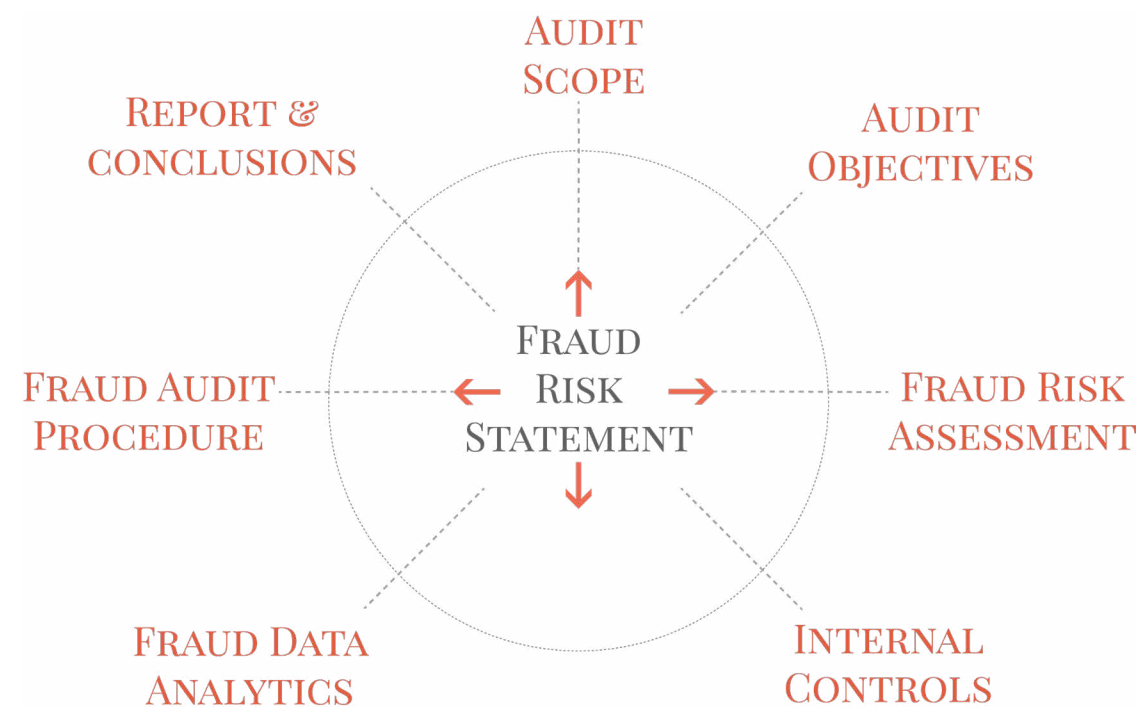 AUDIT
SCOPE
REPORT &
CONCLUSIONS
AUDIT
OBJECTIVES
FRAUD
RISK
STATEMENT
FRAUD AUDIT
PROCEDURE
FRAUD RISK
ASSESSMENT
FRAUD DATA
ANALYTICS
INTERNAL
CONTROLS